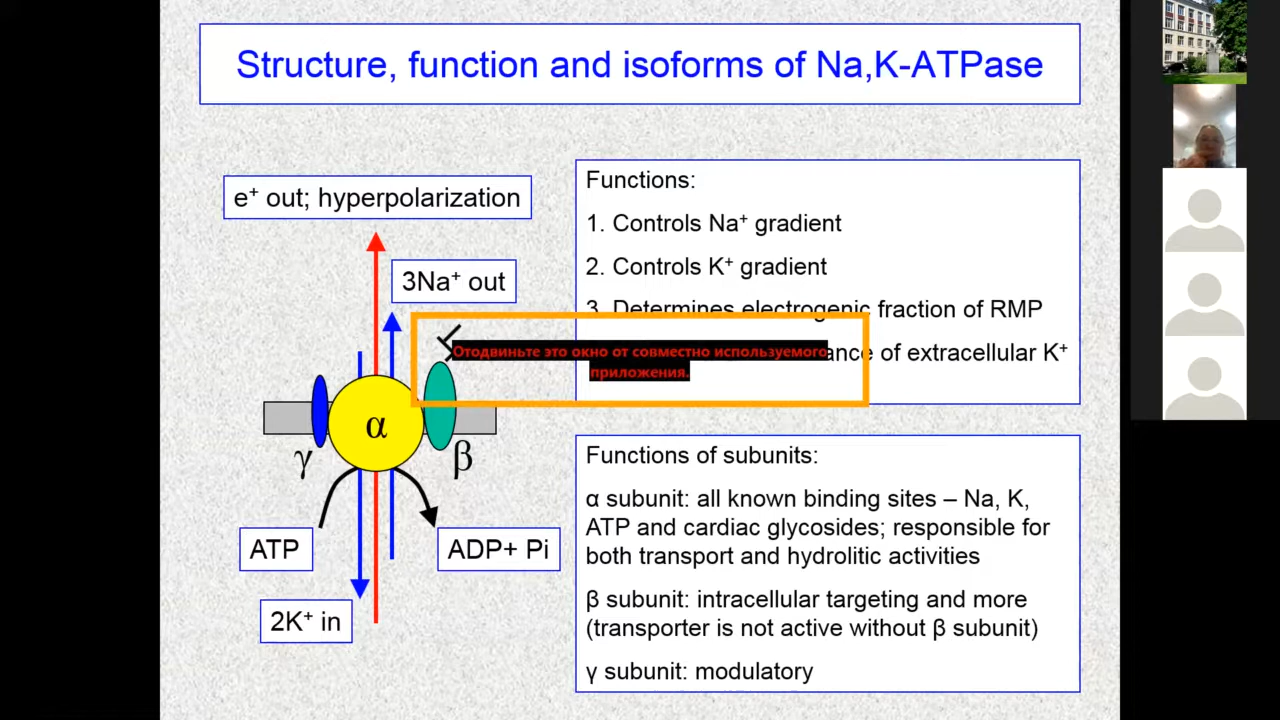 Structure, function and isoforms of Na,K-ATPase
e⁺ out; hyperpolarization
3Na⁺ out
α
γ
β
ATP
ADP+ Pi
2K⁺ in
Functions:
1. Controls Na⁺ gradient
2. Controls K⁺ gradient
3. Determines electrogenic fraction of RMP
ance of extracellular K⁺
Отодвиньте это окно от совместно используемого
приложения.
Functions of subunits:
α subunit: all known binding sites – Na, K,
ATP and cardiac glycosides; responsible for
both transport and hydrolitic activities
β subunit: intracellular targeting and more
(transporter is not active without β subunit)
γ subunit: modulatory